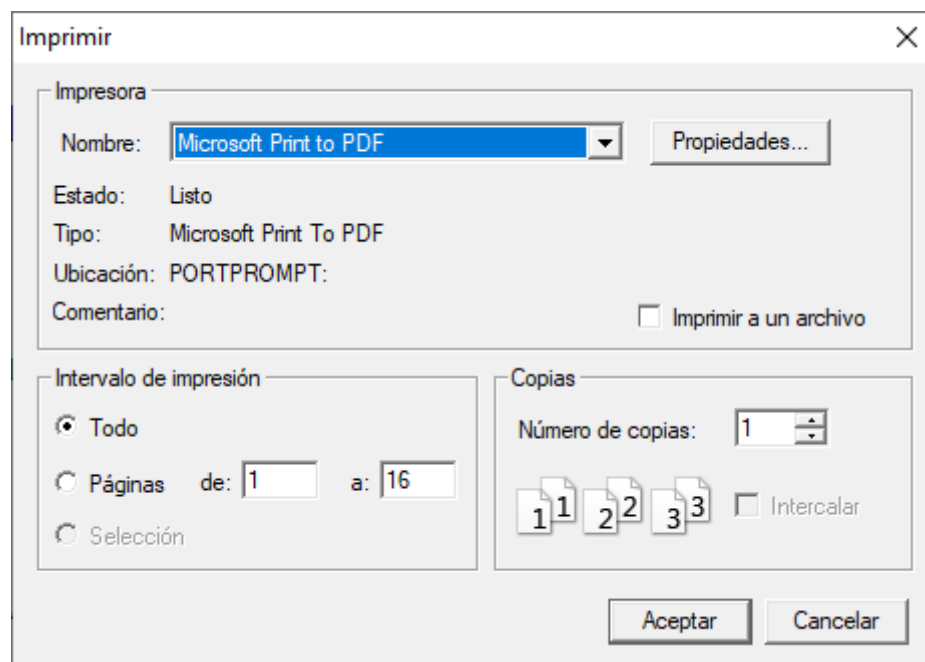 Imprimir
Impresora
Nombre: Microsoft Print to PDF Propiedades...
Estado: Listo
Tipo: Microsoft Print To PDF
Ubicación: PORTPROMPT:
Comentario: Imprimir a un archivo
Intervalo de impresión
Todo
Páginas de: 1 a: 16
Selección
Copias
Número de copias: 1
1 1 2 2 3 3 Intercalar
Aceptar Cancelar